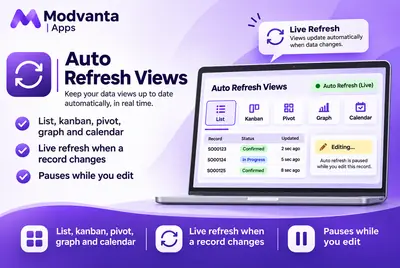 Modvanta
| Apps
Auto
Refresh Views
Keep your data views up to date
automatically, in real time.
List, kanban, pivot,
graph and calendar
Live refresh when a
record changes
Pauses while you edit
Live Refresh
Views update automatically
when data changes.
Auto Refresh Views
Auto Refresh (Live)
List
Kanban
Pivot
Graph
Calendar
Record Status Updated
SO00123 Confirmed 2 sec ago
SO00124 In Progress 5 sec ago
SO00125 Confirmed 8 sec ago
Editing...
Auto refresh is paused
while you edit this record.
List, kanban, pivot,
graph and calendar
Live refresh when
a record changes
Pauses while
you edit